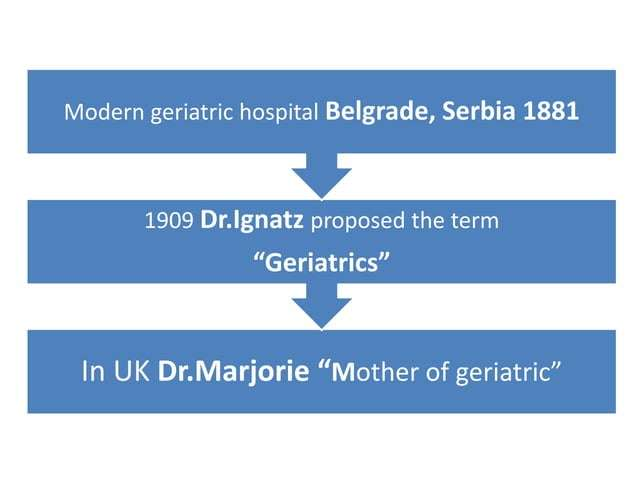 Modern geriatric hospital Belgrade, Serbia 1881
1909 Dr.Ignatz proposed the term
“Geriatrics”
In UK Dr.Marjorie “Mother of geriatric”